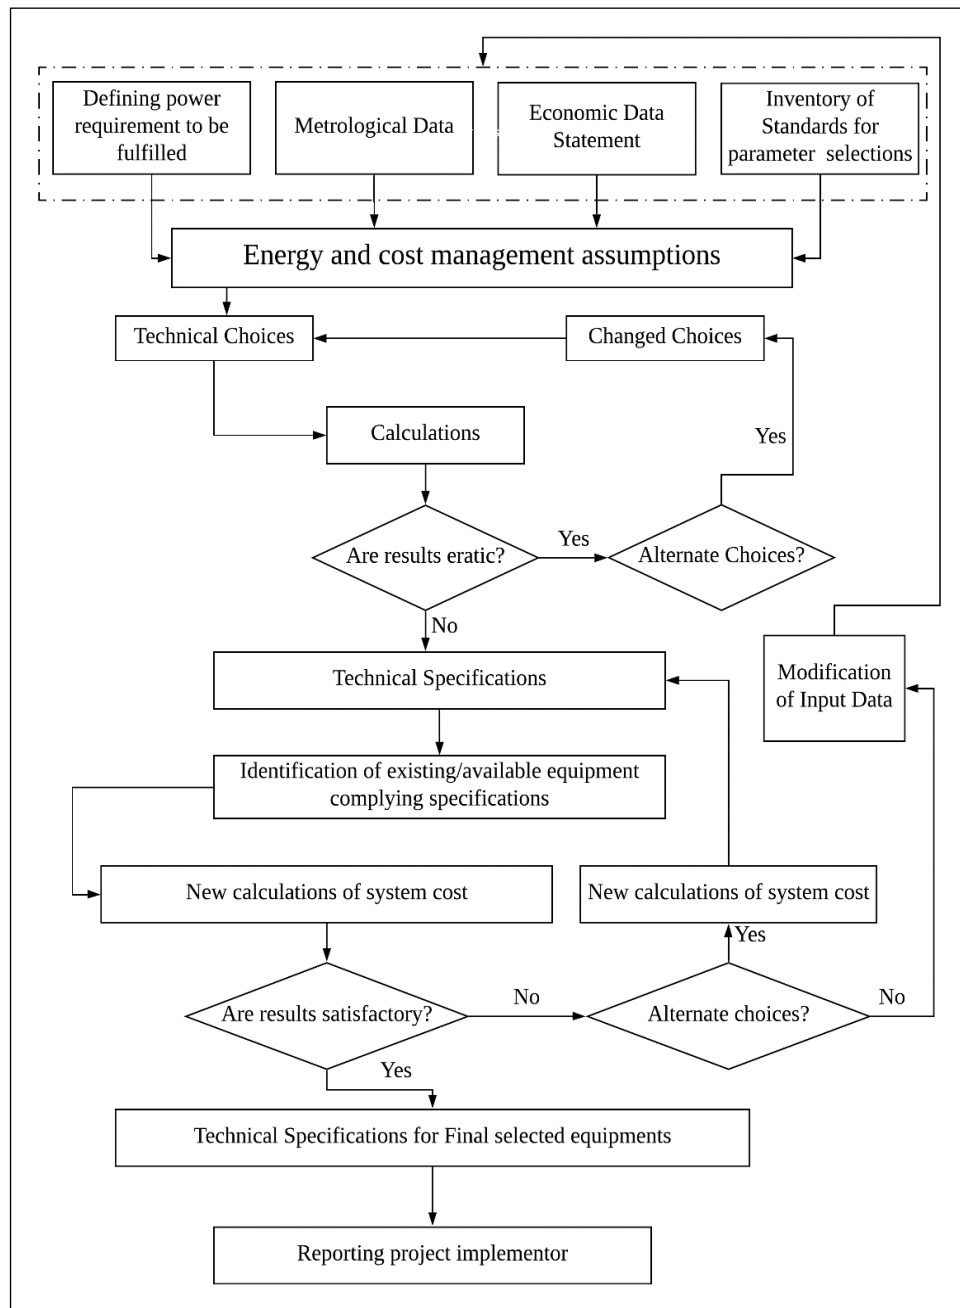 Defining power
requirement to be
fulfilled
Metrological Data
Economic Data
Statement
Inventory of
Standards for
parameter selections
Energy and cost management assumptions
Technical Choices
Changed Choices
Calculations
Yes
Are results eratic?
Yes
Alternate Choices?
No
Technical Specifications
Modification
of Input Data
Identification of existing/available equipment
complying specifications
New calculations of system cost
New calculations of system cost
Yes
Are results satisfactory?
No
Alternate choices?
No
Yes
Technical Specifications for Final selected equipments
Reporting project implementor